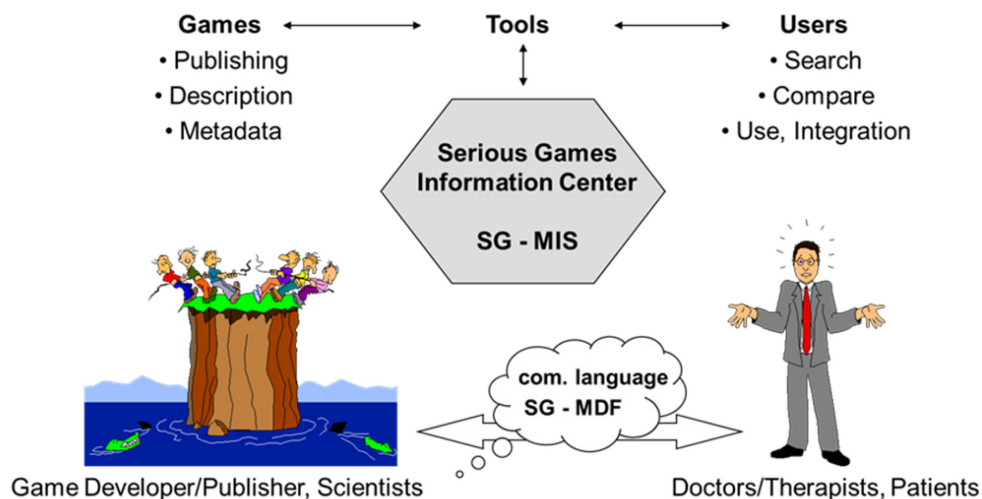 Games
Tools
Users
• Publishing
• Description
• Metadata
• Search
• Compare
• Use, Integration
Serious Games
Information Center
SG - MIS
com. language
SG - MDF
Game Developer/Publisher, Scientists
Doctors/Therapists, Patients